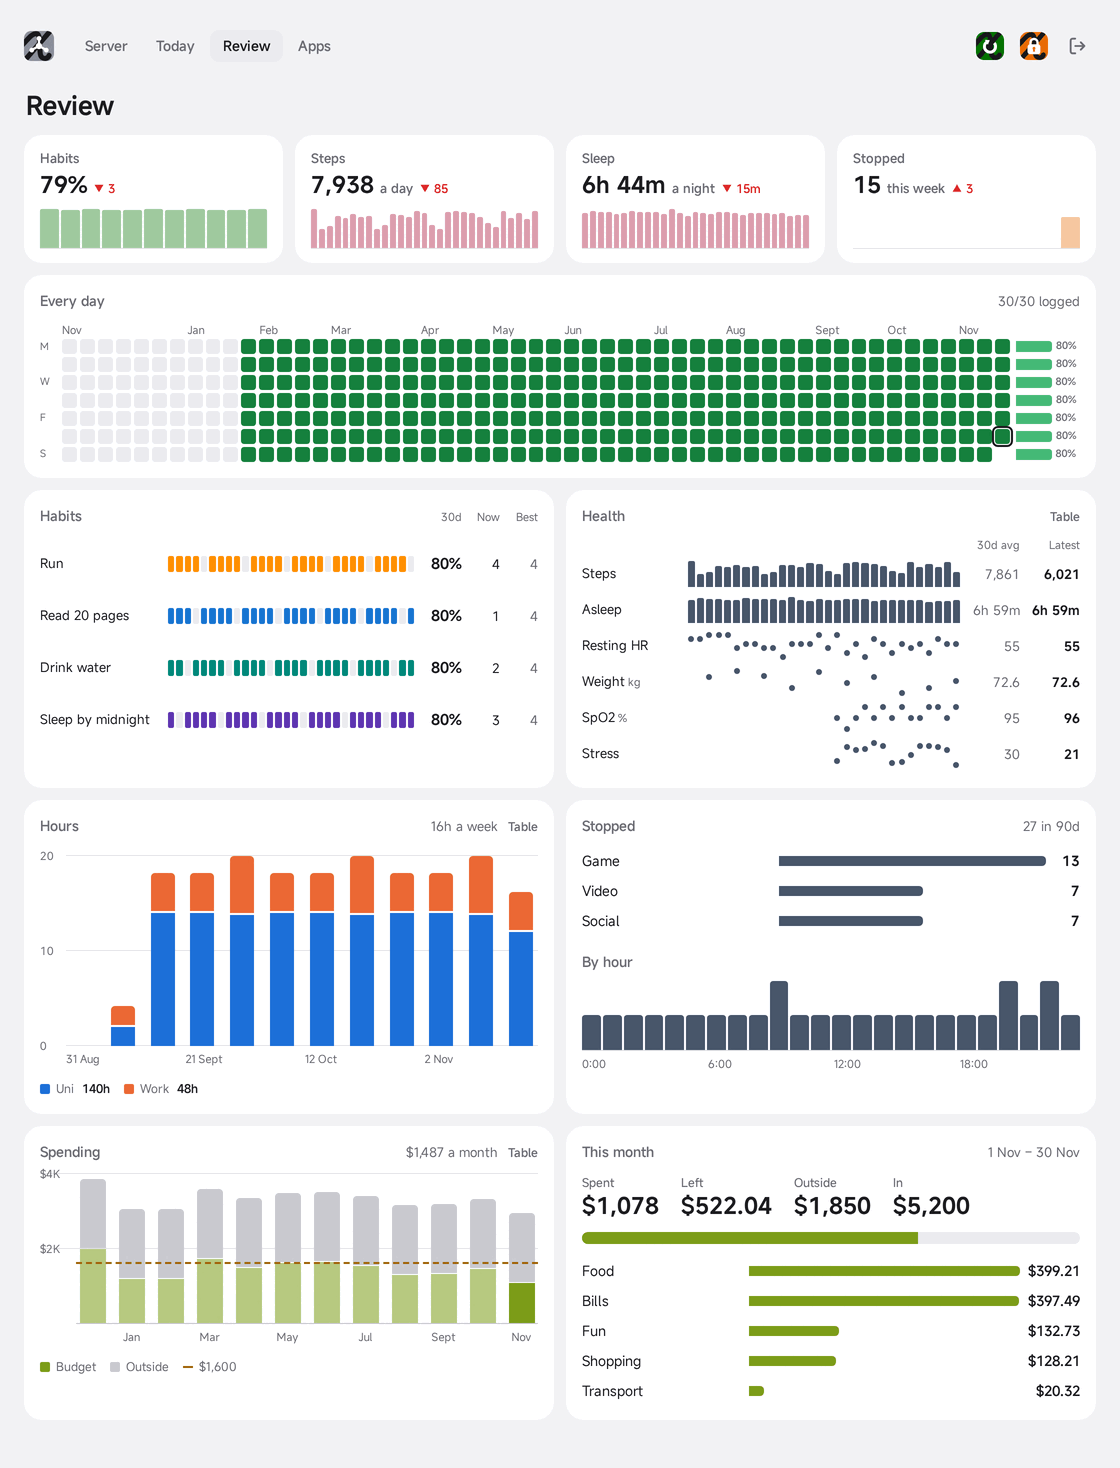 Server Today Review Apps
Review
Habits
79% ▼ 3
Steps
7,938 a day ▼ 85
Sleep
6h 44m a night ▼ 15m
Stopped
15 this week ▲ 3
Every day 30/30 logged
Nov Jan Feb Mar Apr May Jun Jul Aug Sept Oct Nov
M 80%
80%
W 80%
80%
F 80%
80%
S 80%
Habits 30d Now Best
Run 80% 4 4
Read 20 pages 80% 1 4
Drink water 80% 2 4
Sleep by midnight 80% 3 4
Health Table
30d avg Latest
Steps 7,861 6,021
Asleep 6h 59m 6h 59m
Resting HR 55 55
Weight kg 72.6 72.6
SpO2 % 95 96
Stress 30 21
Hours 16h a week Table
20
10
0
31 Aug 21 Sept 12 Oct 2 Nov
Uni 140h Work 48h
Stopped 27 in 90d
Game 13
Video 7
Social 7
By hour
0:00 6:00 12:00 18:00
Spending $1,487 a month Table
$4K
$2K
Jan Mar May Jul Sept Nov
Budget Outside $1,600
This month 1 Nov – 30 Nov
Spent Left Outside In
$1,078 $522.04 $1,850 $5,200
Food $399.21
Bills $397.49
Fun $132.73
Shopping $128.21
Transport $20.32